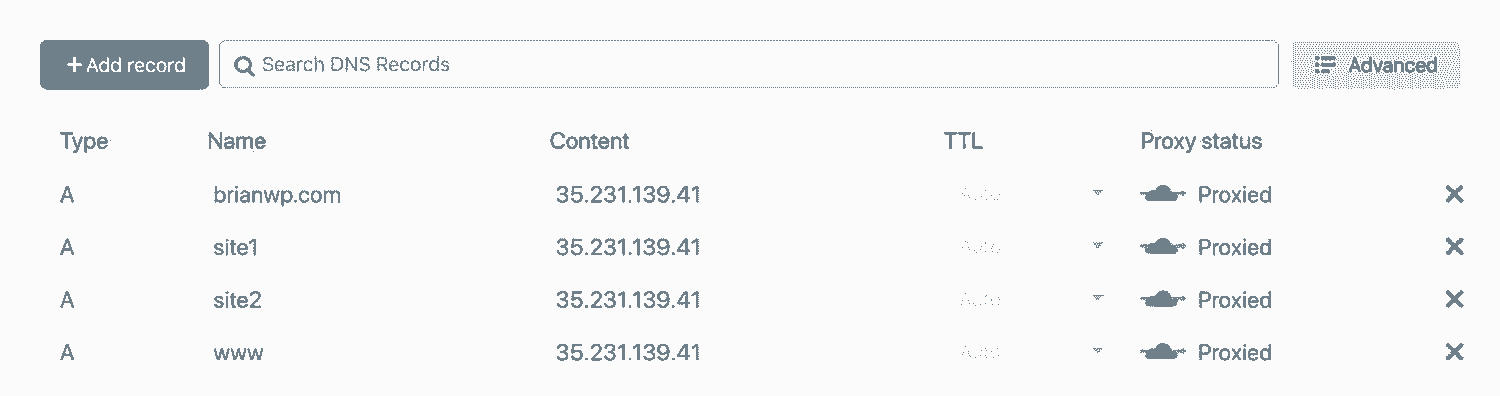 + Add record Search DNS Records Advanced
Type Name Content TTL Proxy status
A brianwp.com 35.231.139.41 Auto Proxied ✕
A site1 35.231.139.41 Auto Proxied ✕
A site2 35.231.139.41 Auto Proxied ✕
A www 35.231.139.41 Auto Proxied ✕